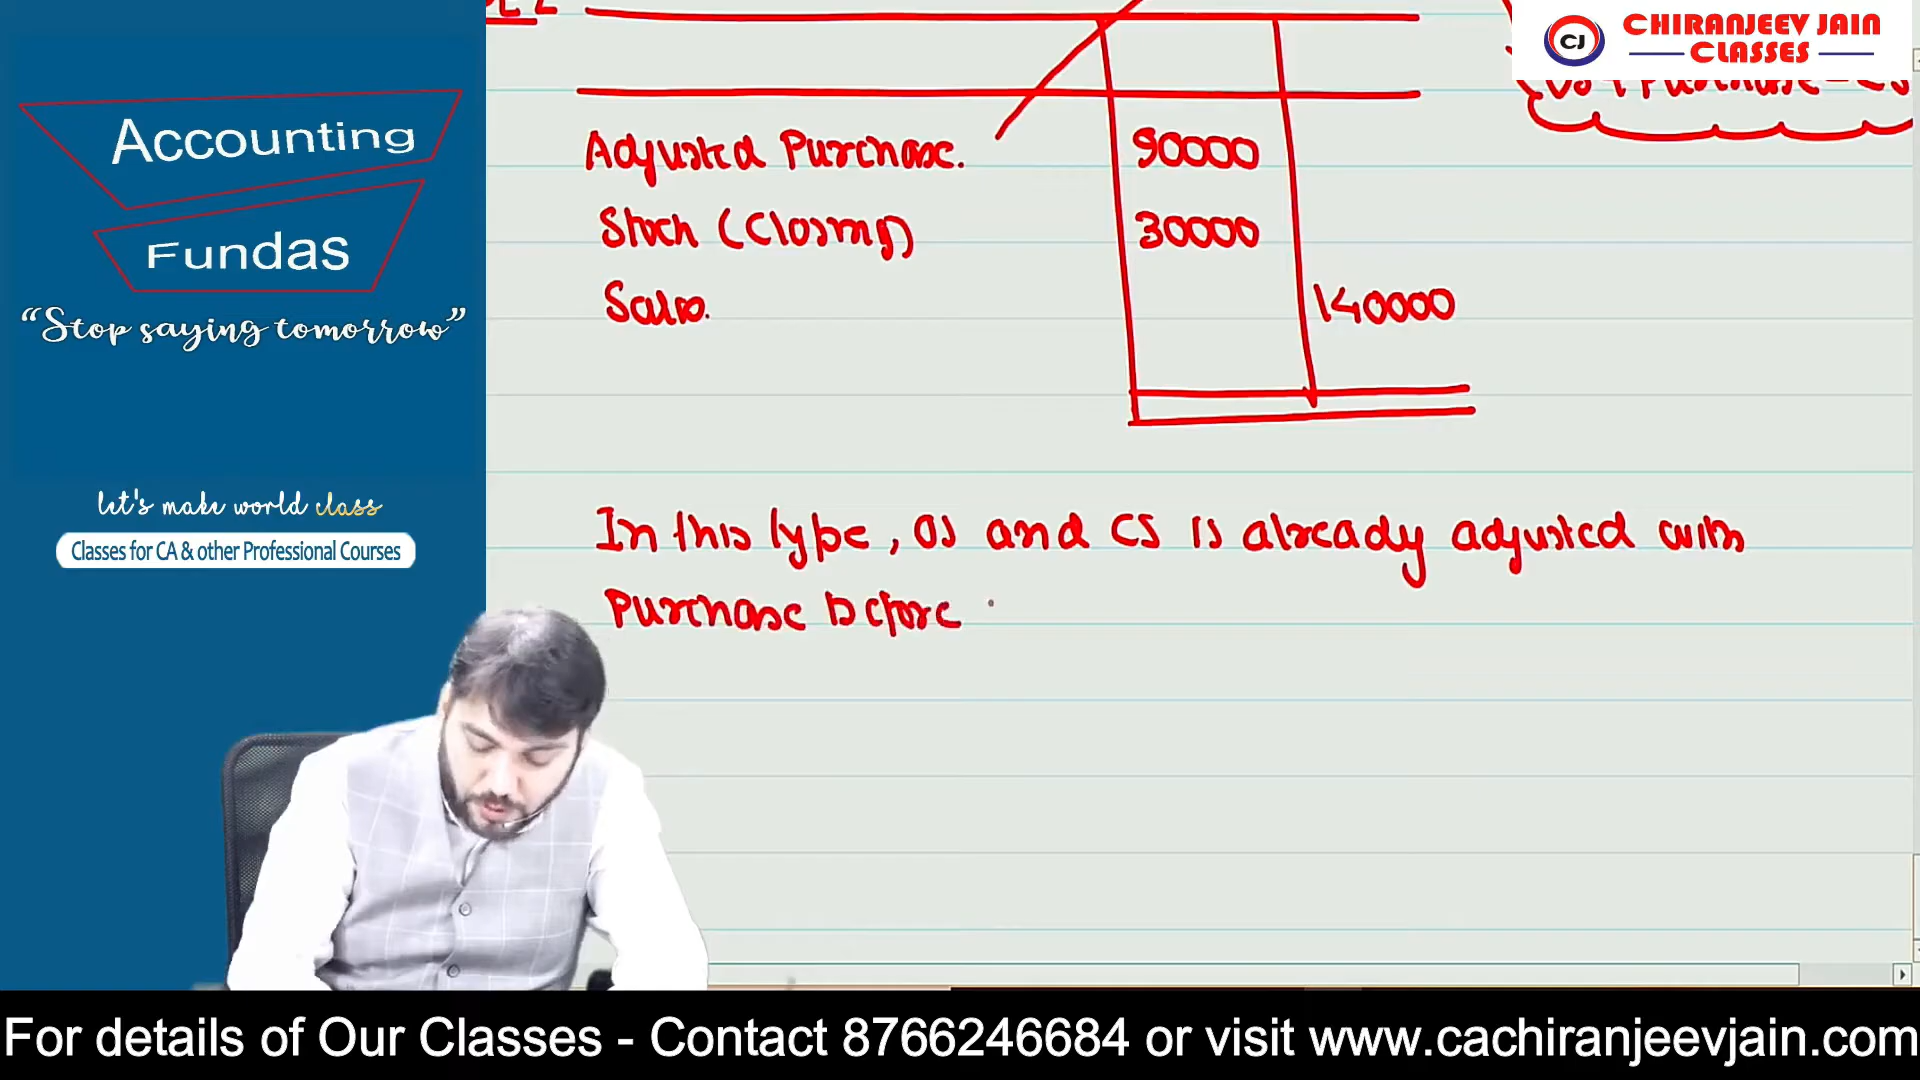 CHIRANJEEV JAIN
CJ
CLASSES
Accounting
Fundas
“Stop saying tomorrow”
let's make world class
Classes for CA & other Professional Courses
Adjusted Purchase. 90000
Stock (Closing) 30000
Sales. 140000
In this type, OS and CS is already adjusted with
Purchase before
For details of Our Classes - Contact 8766246684 or visit www.cachiranjeevjain.com